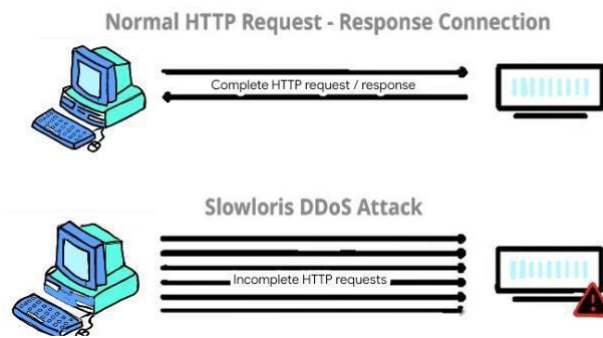 Normal HTTP Request - Response Connection
Complete HTTP request / response
Slowloris DDoS Attack
Incomplete HTTP requests